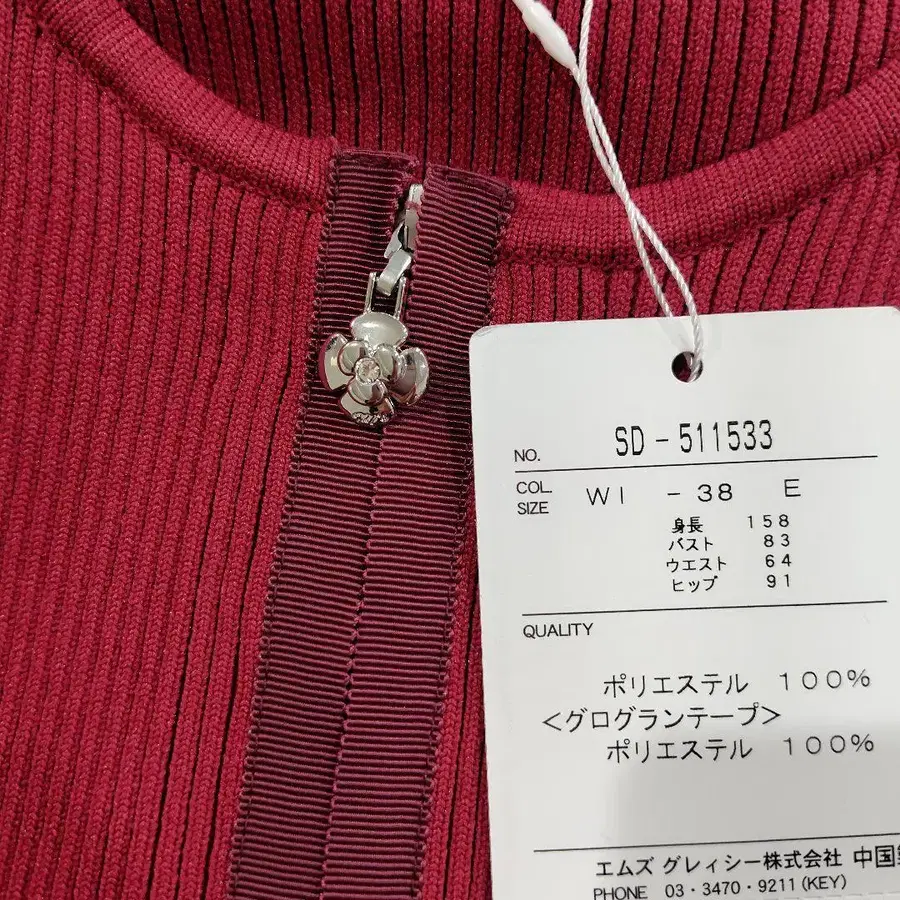 NO. SD-511533
COL. SIZE WI -38 E
身長 158
バスト 83
ウエスト 64
ヒップ 91
QUALITY
ポリエステル 100%
<グログランテープ>
ポリエステル 100%
エムズ グレィシー株式会社 中国
PHONE 03・3470・9211(KEY)